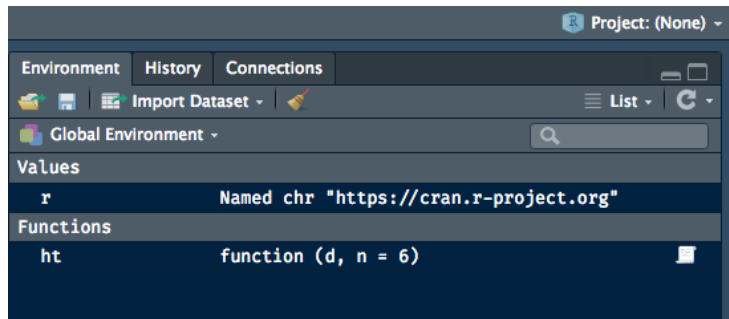 R Project: (None)
Environment History Connections
Import Dataset List
Global Environment
Values
r Named chr "https://cran.r-project.org"
Functions
ht function (d, n = 6)